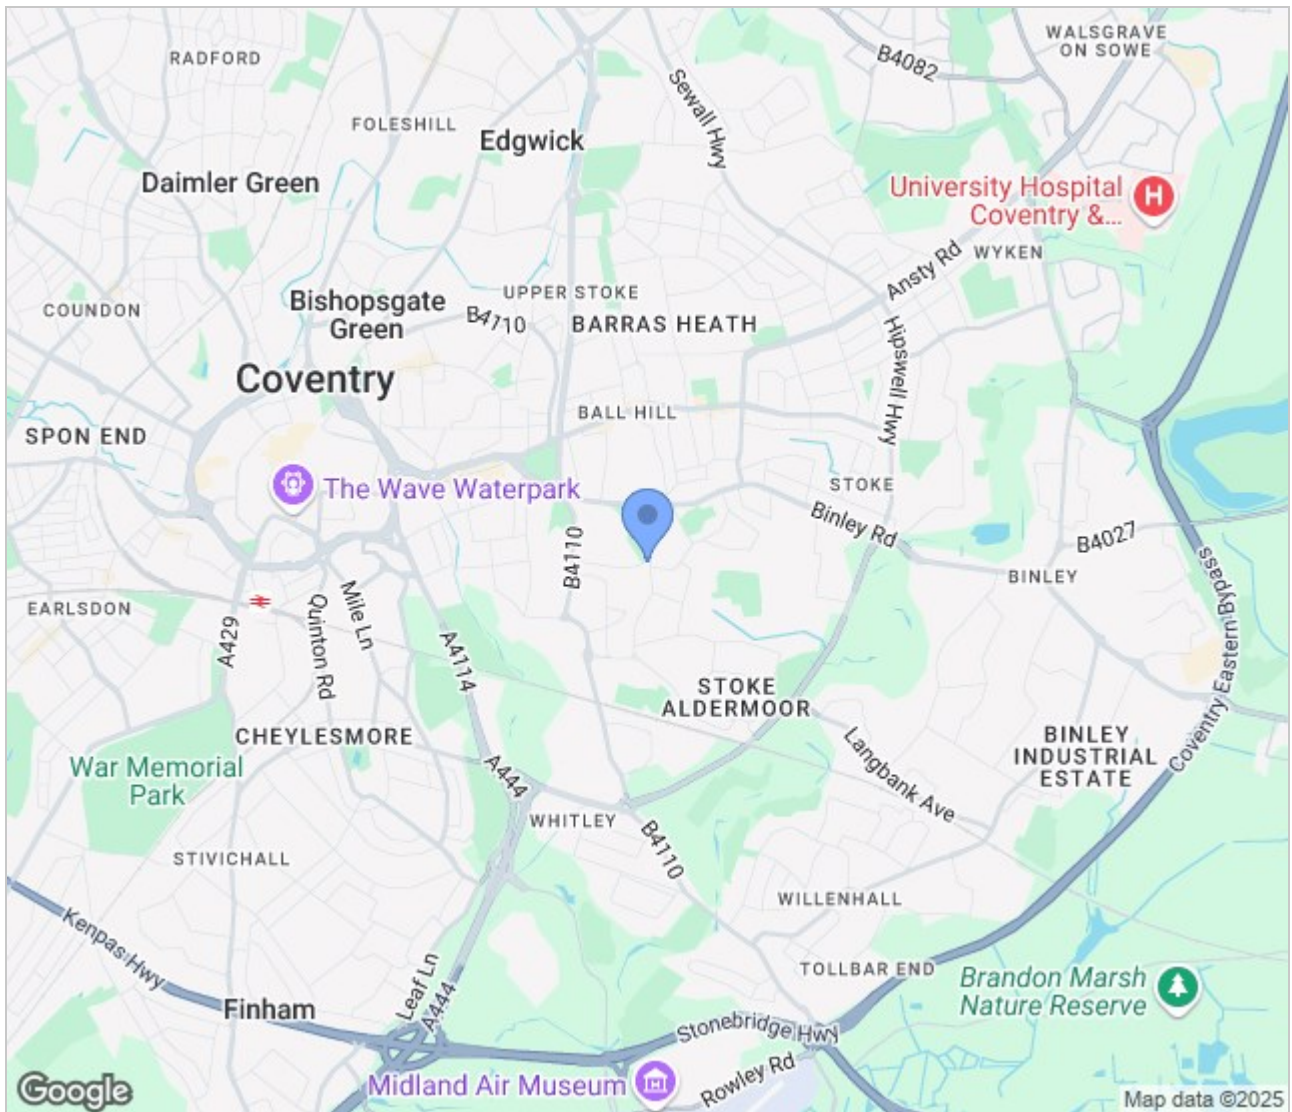 RADFORD
WALSGRAVE
ON SOWE
B4082
Sewall Hwy
FOLESHILL
Edgwick
Daimler Green
University Hospital
Coventry &...
H
WYKEN
Ansty Rd
COUNDON
Bishopsgate
Green
UPPER STOKE
B4110
BARRAS HEATH
Hipswell Hwy
Coventry
BALL HILL
SPON END
The Wave Waterpark
STOKE
Binley Rd
B4110
B4027
BINLEY
Coventry Eastern Bypass
EARLSDON
Mile Ln
Quinton Rd
A429
A4114
STOKE
ALDERMOOR
CHEYLESMORE
War Memorial
Park
A444
Langbank Ave
BINLEY
INDUSTRIAL
ESTATE
WHITLEY
B4110
STIVICHALL
WILLENHALL
Kenpas Hwy
Leaf Ln
A444
TOLLBAR END
Brandon Marsh
Nature Reserve
Finham
Stonebridge Hwy
Midland Air Museum
Rowley Rd
Google
Map data ©2025